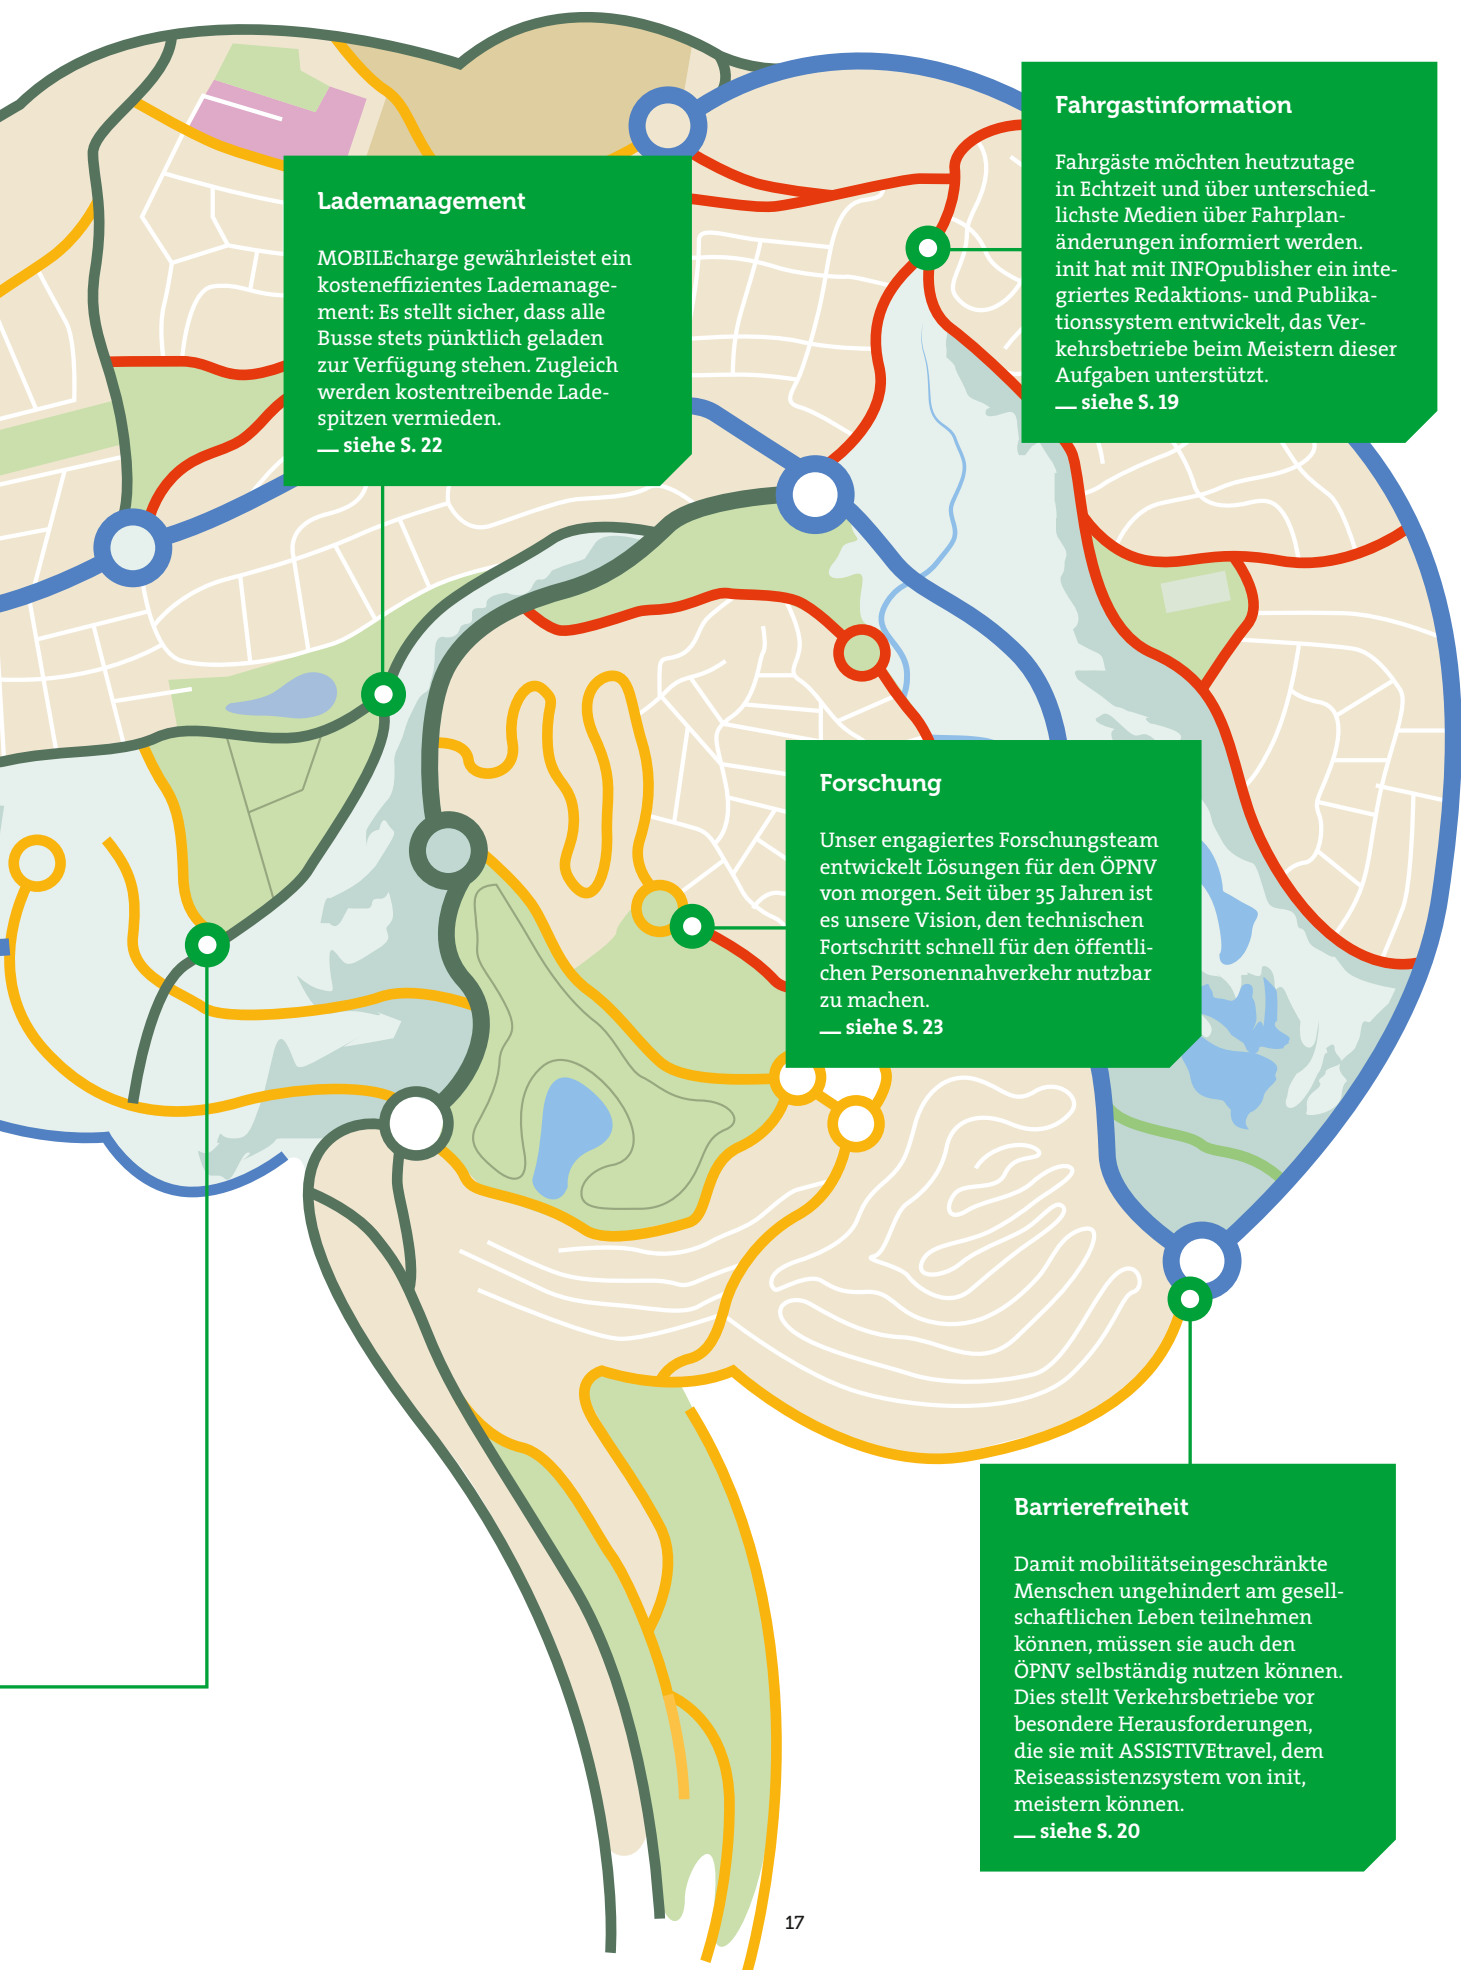 Fahrgastinformation
Fahrgäste möchten heutzutage
in Echtzeit und über unterschied-
lichste Medien über Fahrplan-
änderungen informiert werden.
init hat mit INFOpublisher ein inte-
griertes Redaktions- und Publika-
tionssystem entwickelt, das Ver-
kehrsbetriebe beim Meistern dieser
Aufgaben unterstützt.
— siehe S. 19
Lademanagement
MOBILEcharge gewährleistet ein
kosteneffizientes Lademanage-
ment: Es stellt sicher, dass alle
Busse stets pünktlich geladen
zur Verfügung stehen. Zugleich
werden kostentreibende Lade-
spitzen vermieden.
— siehe S. 22
Forschung
Unser engagiertes Forschungsteam
entwickelt Lösungen für den ÖPNV
von morgen. Seit über 35 Jahren ist
es unsere Vision, den technischen
Fortschritt schnell für den öffentli-
chen Personennahverkehr nutzbar
zu machen.
— siehe S. 23
Barrierefreiheit
Damit mobilitätseingeschränkte
Menschen ungehindert am gesell-
schaftlichen Leben teilnehmen
können, müssen sie auch den
ÖPNV selbständig nutzen können.
Dies stellt Verkehrsbetriebe vor
besondere Herausforderungen,
die sie mit ASSISTIVEtravel, dem
Reiseassistenzsystem von init,
meistern können.
— siehe S. 20
17